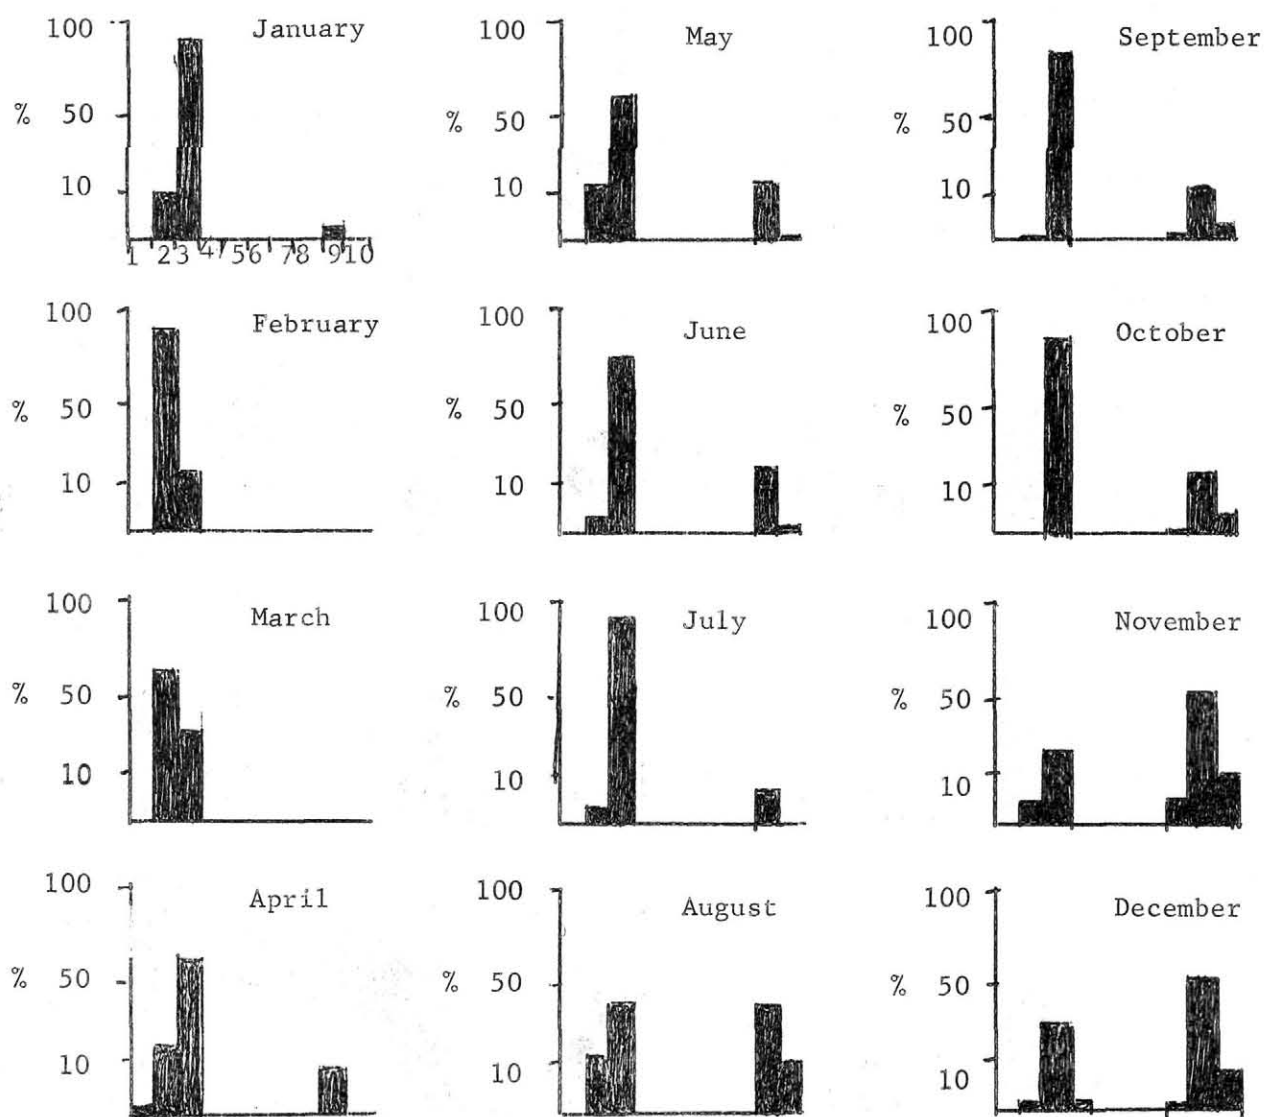 100 January
% 50
10
1 2 3 4 5 6 7 8 9 10
100 May
% 50
10
100 September
% 50
10
100 February
% 50
10
100 June
% 50
10
100 October
% 50
10
100 March
% 50
10
100 July
% 50
10
100 November
% 50
10
100 April
% 50
10
100 August
% 50
10
100 December
% 50
10